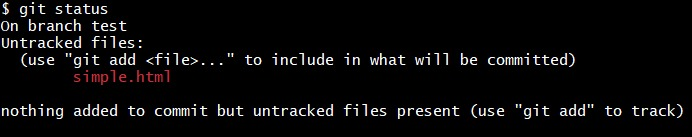 $ git status
On branch test
Untracked files:
  (use "git add <file>..." to include in what will be committed)
        simple.html

nothing added to commit but untracked files present (use "git add" to track)